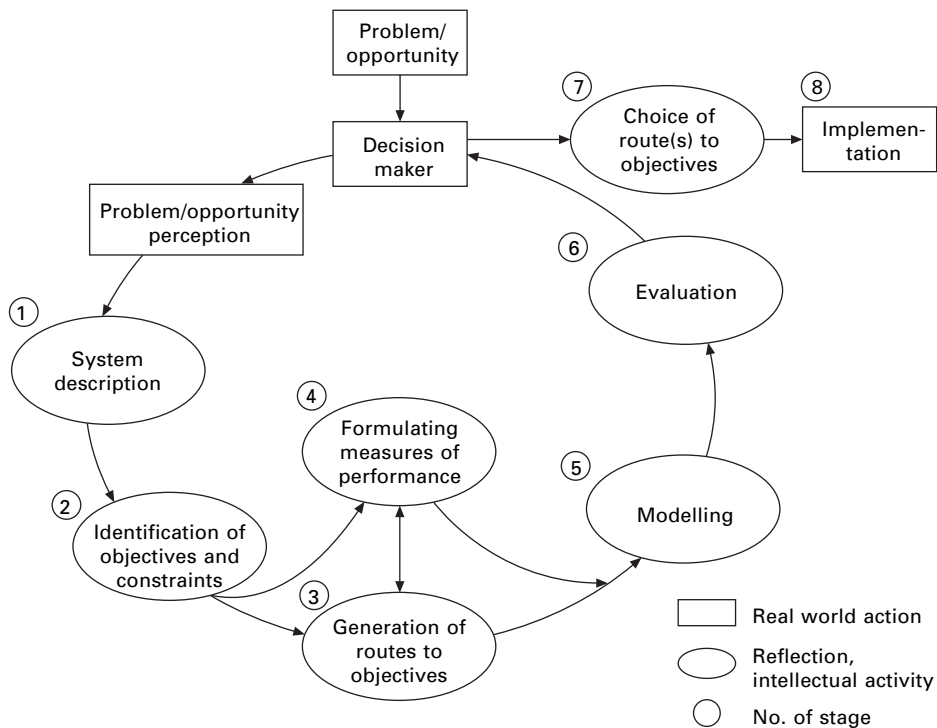 Problem/
opportunity
7
Choice of
route(s) to
objectives
8
Implemen-
tation
Decision
maker
Problem/opportunity
perception
6
Evaluation
1
System
description
4
Formulating
measures of
performance
5
Modelling
2
Identification of
objectives and
constraints
3
Generation of
routes to
objectives
Real world action
Reflection,
intellectual activity
No. of stage